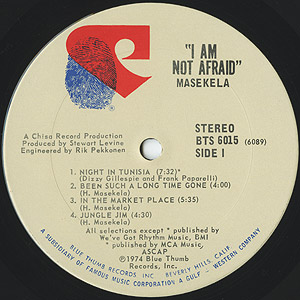 "I AM
NOT AFRAID"
MASEKELA
A Chisa Record Production
Produced by Stewart Levine
Engineered by Rik Pekkonen
STEREO
BTS 6015 (6089)
SIDE I
1. NIGHT IN TUNISIA (7:32)*
(Dizzy Gillespie and Frank Paparelli)
2. BEEN SUCH A LONG TIME GONE (4:00)
(H. Masekela)
3. IN THE MARKET PLACE (5:35)
(H. Masekela)
4. JUNGLE JIM (4:30)
(H. Masekela)
All selections except * published by
We've Got Rhythm Music, BMI
* published by MCA Music,
ASCAP
℗1974 Blue Thumb
Records, Inc.
BLUE THUMB RECORDS INC. BEVERLY HILLS, CALIF.
A SUBSIDIARY OF FAMOUS MUSIC CORPORATION A GULF + WESTERN COMPANY